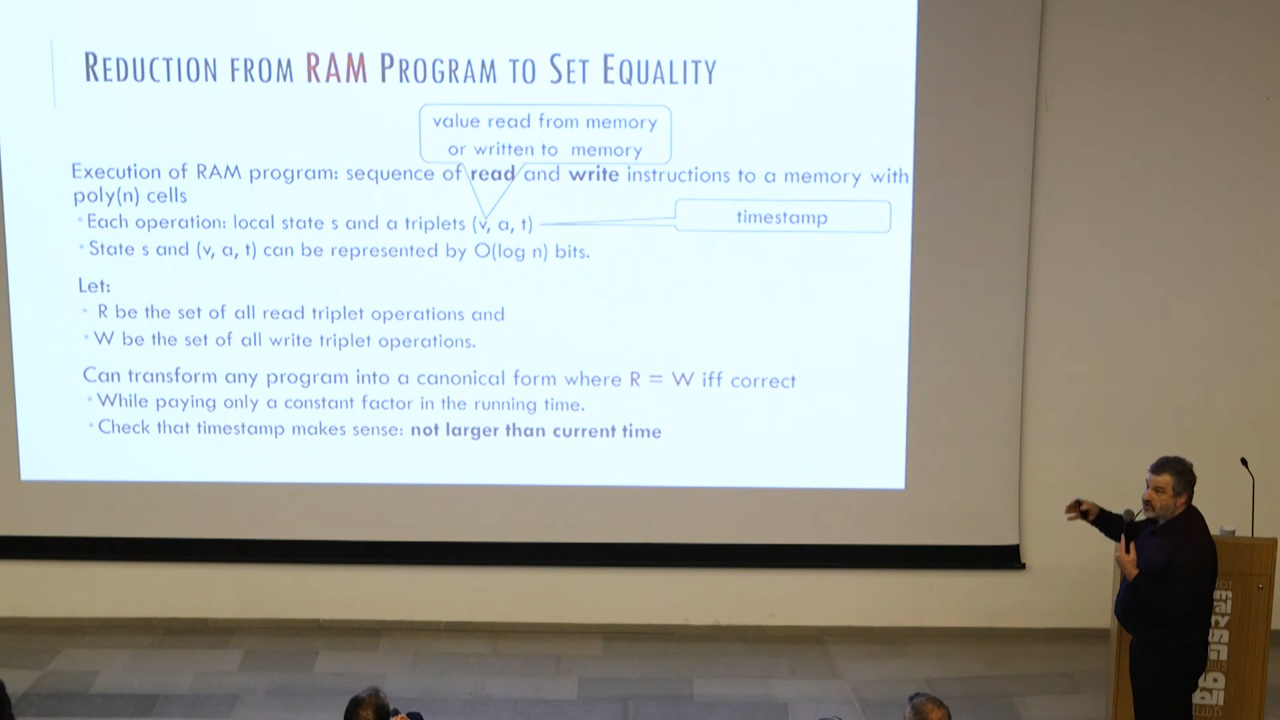 REDUCTION FROM RAM PROGRAM TO SET EQUALITY
value read from memory
or written to memory
Execution of RAM program: sequence of read and write instructions to a memory with
poly(n) cells
• Each operation: local state s and a triplets (v, a, t)
timestamp
• State s and (v, a, t) can be represented by O(log n) bits.
Let:
• R be the set of all read triplet operations and
• W be the set of all write triplet operations.
Can transform any program into a canonical form where R = W iff correct
• While paying only a constant factor in the running time.
• Check that timestamp makes sense: not larger than current time